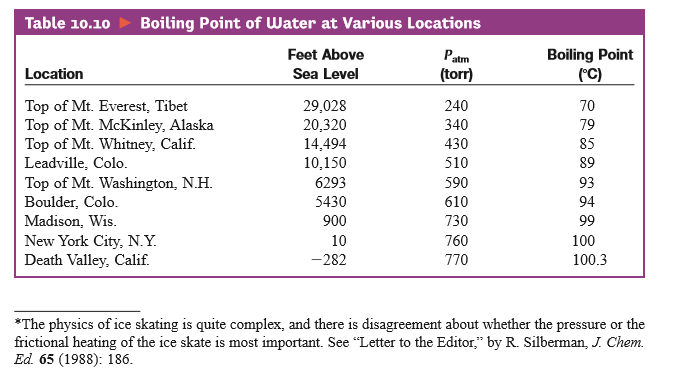 Table 10.10 ▶ Boiling Point of Water at Various Locations
Location Feet Above Sea Level Patm (torr) Boiling Point (°C)
Top of Mt. Everest, Tibet 29,028 240 70
Top of Mt. McKinley, Alaska 20,320 340 79
Top of Mt. Whitney, Calif. 14,494 430 85
Leadville, Colo. 10,150 510 89
Top of Mt. Washington, N.H. 6293 590 93
Boulder, Colo. 5430 610 94
Madison, Wis. 900 730 99
New York City, N.Y. 10 760 100
Death Valley, Calif. −282 770 100.3
*The physics of ice skating is quite complex, and there is disagreement about whether the pressure or the
frictional heating of the ice skate is most important. See “Letter to the Editor,” by R. Silberman, J. Chem.
Ed. 65 (1988): 186.